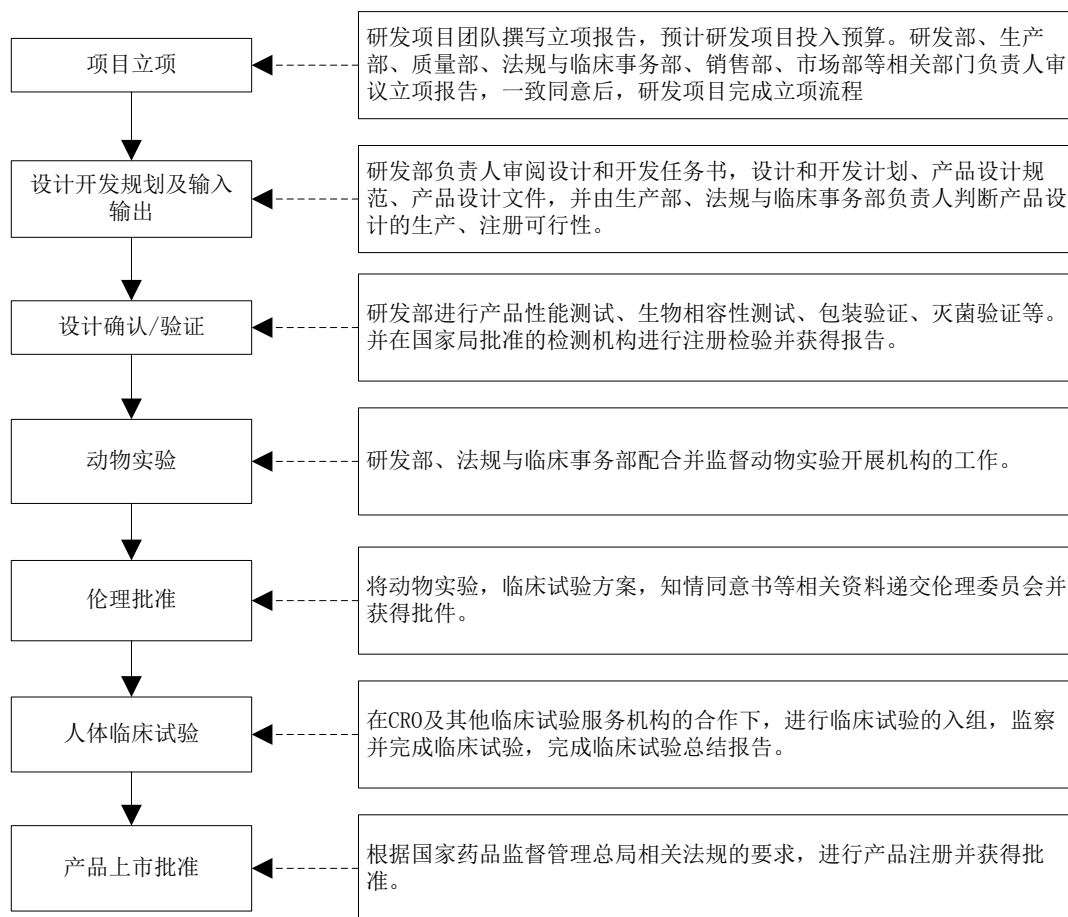 项目立项
研发项目团队撰写立项报告，预计研发项目投入预算。研发部、生产
部、质量部、法规与临床事务部、销售部、市场部等相关部门负责人审
议立项报告，一致同意后，研发项目完成立项流程
设计开发规划及输入
输出
研发部负责人审阅设计和开发任务书，设计和开发计划、产品设计规
范、产品设计文件，并由生产部、法规与临床事务部负责人判断产品设
计的生产、注册可行性。
设计确认/验证
研发部进行产品性能测试、生物相容性测试、包装验证、灭菌验证等。
并在国家局批准的检测机构进行注册检验并获得报告。
动物实验
研发部、法规与临床事务部配合并监督动物实验开展机构的工作。
伦理批准
将动物实验，临床试验方案，知情同意书等相关资料递交伦理委员会并
获得批件。
人体临床试验
在CRO及其他临床试验服务机构的合作下，进行临床试验的入组，监察
并完成临床试验，完成临床试验总结报告。
产品上市批准
根据国家药品监督管理总局相关法规的要求，进行产品注册并获得批
准。